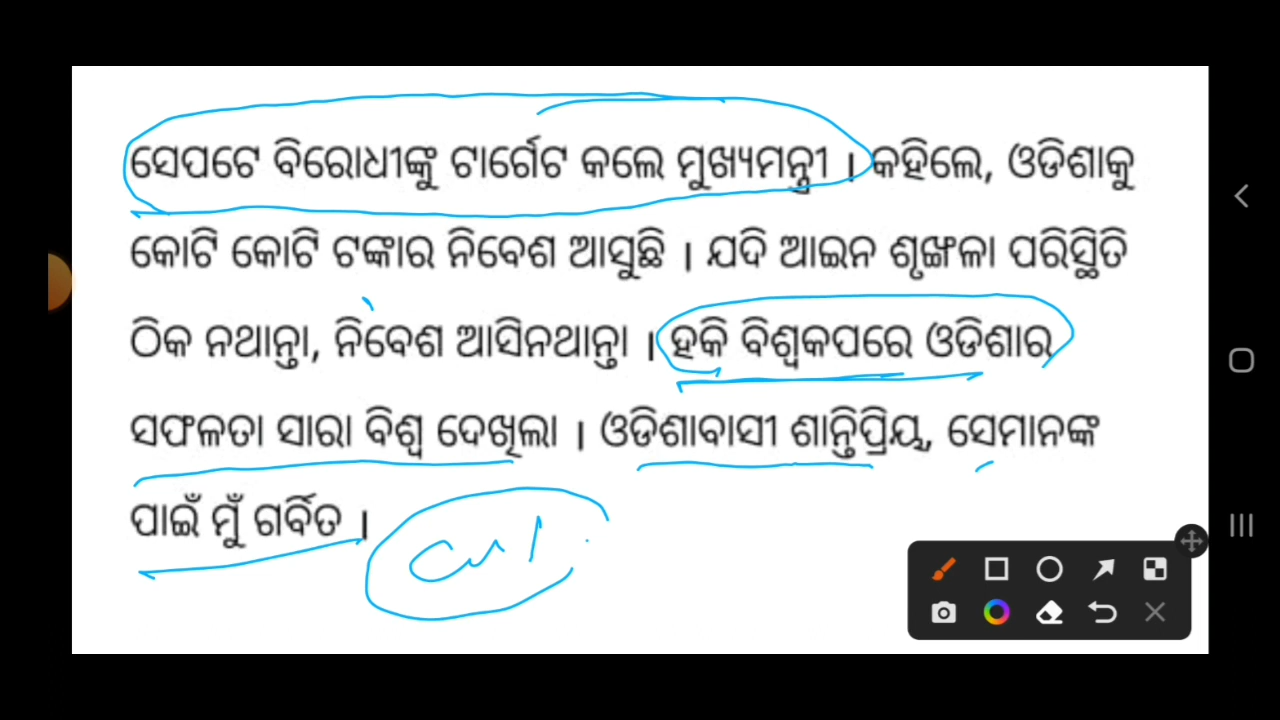 ସେପଟେ ବିରୋଧୀଙ୍କୁ ଟାର୍ଗେଟ କଲେ ମୁଖ୍ୟମନ୍ତ୍ରୀ । କହିଲେ, ଓଡିଶାକୁ
କୋଟି କୋଟି ଟଙ୍କାର ନିବେଶ ଆସୁଛି । ଯଦି ଆଇନ ଶୃଙ୍ଖଳା ପରିସ୍ଥିତି
ଠିକ ନଥାନ୍ତା, ନିବେଶ ଆସିନଥାନ୍ତା । ହକି ବିଶ୍ୱକପରେ ଓଡିଶାର
ସଫଳତା ସାରା ବିଶ୍ୱ ଦେଖିଲା । ଓଡିଶାବାସୀ ଶାନ୍ତିପ୍ରିୟ, ସେମାନଙ୍କ
ପାଇଁ ମୁଁ ଗର୍ବିତ ।